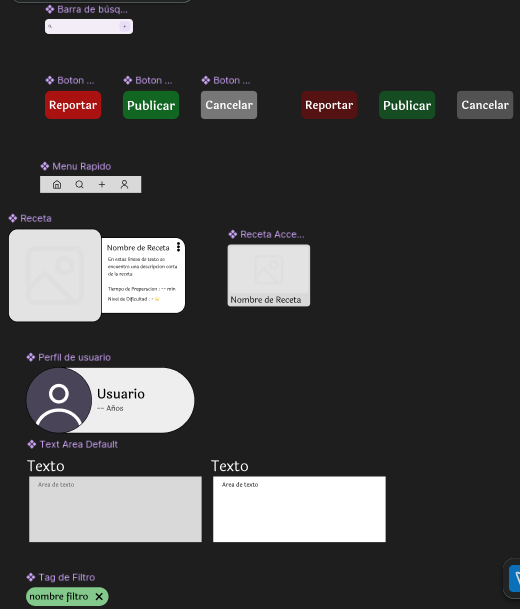 Barra de búsq...
Boton ...
Boton ...
Boton ...
Reportar
Publicar
Cancelar
Reportar
Publicar
Cancelar
Menu Rapido
Receta
Nombre de Receta
En estas lineas de texto se
encuentra una descripcion corta
de la receta
Tiempo de Preparacion : -- min
Nivel de Dificultad : -
Receta Acce...
Nombre de Receta
Perfil de usuario
Usuario
-- Años
Text Area Default
Texto
Area de texto
Texto
Area de texto
Tag de Filtro
nombre filtro